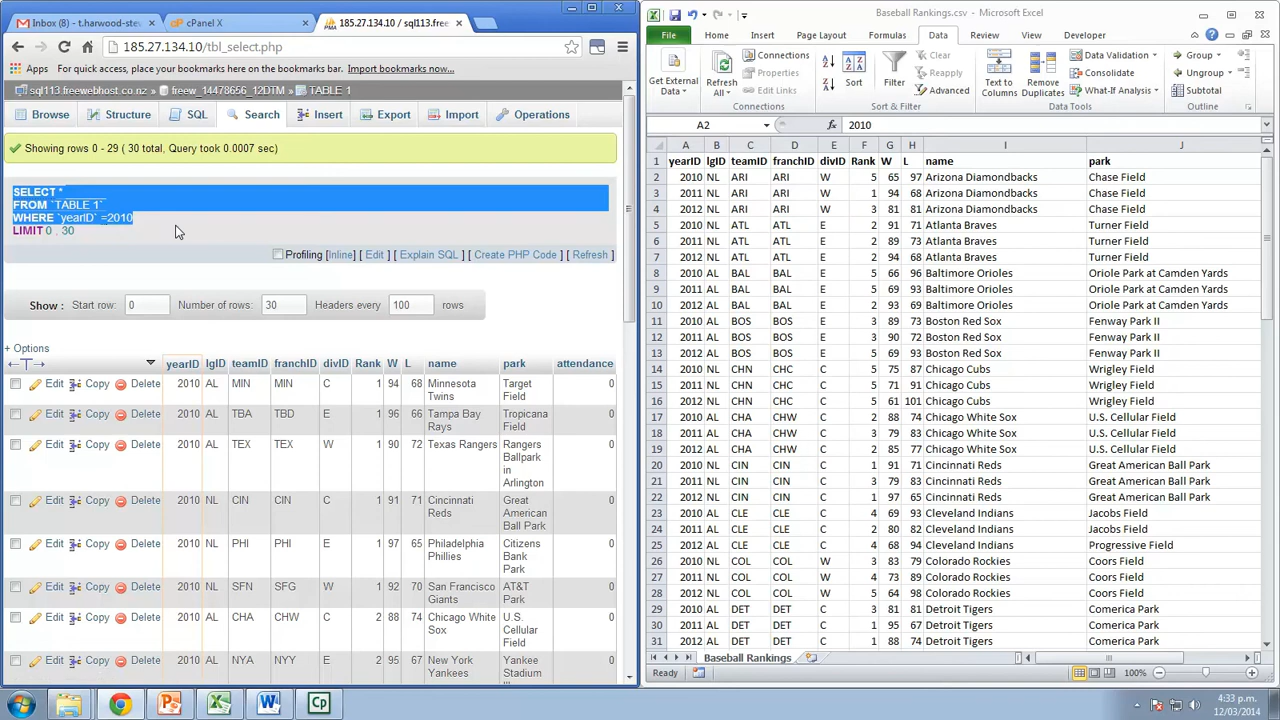 Inbox (9) - t.harwood-stev
cPanel X
185.27.134.10 / sql113.free
185.27.134.10/tbl_select.php
Apps For quick access, place your bookmarks here on the bookmarks bar. Import bookmarks now...
sql113.freewebhost.co.nz » freew_14478656_12DTM » TABLE 1
Browse Structure SQL Search Insert Export Import Operations
Showing rows 0 - 29 ( 30 total, Query took 0.0007 sec)
SELECT *
FROM `TABLE 1`
WHERE `yearID` =2010
LIMIT 0 , 30
Profiling [Inline] [ Edit ] [ Explain SQL ] [ Create PHP Code ] [ Refresh ]
Show : Start row: 0 Number of rows: 30 Headers every 100 rows
+ Options
yearID lgID teamID franchID divID Rank W L name park attendance
Edit Copy Delete 2010 AL MIN MIN C 1 94 68 Minnesota Twins Target Field 0
Edit Copy Delete 2010 AL TBA TBD E 1 96 66 Tampa Bay Rays Tropicana Field 0
Edit Copy Delete 2010 AL TEX TEX W 1 90 72 Texas Rangers Rangers Ballpark in Arlington 0
Edit Copy Delete 2010 NL CIN CIN C 1 91 71 Cincinnati Reds Great American Ball Park 0
Edit Copy Delete 2010 NL PHI PHI E 1 97 65 Philadelphia Phillies Citizens Bank Park 0
Edit Copy Delete 2010 NL SFN SFG W 1 92 70 San Francisco Giants AT&T Park 0
Edit Copy Delete 2010 AL CHA CHW C 2 88 74 Chicago White Sox U.S. Cellular Field 0
Edit Copy Delete 2010 AL NYA NYY E 2 95 67 New York Yankees Yankee Stadium 0
Baseball Rankings.csv - Microsoft Excel
File Home Insert Page Layout Formulas Data Review View Developer
Get External Data
Refresh All
Connections
Properties
Edit Links
Connections
Sort
Filter
Clear
Reapply
Advanced
Sort & Filter
Text to Columns
Remove Duplicates
Data Validation
Consolidate
What-If Analysis
Data Tools
Group
Ungroup
Subtotal
Outline
A2 fx 2010
A B C D E F G H I J
1 yearID lgID teamID franchID divID Rank W L name park
2 2010 NL ARI ARI W 5 65 97 Arizona Diamondbacks Chase Field
3 2011 NL ARI ARI W 1 94 68 Arizona Diamondbacks Chase Field
4 2012 NL ARI ARI W 3 81 81 Arizona Diamondbacks Chase Field
5 2010 NL ATL ATL E 2 91 71 Atlanta Braves Turner Field
6 2011 NL ATL ATL E 2 89 73 Atlanta Braves Turner Field
7 2012 NL ATL ATL E 2 94 68 Atlanta Braves Turner Field
8 2010 AL BAL BAL E 5 66 96 Baltimore Orioles Oriole Park at Camden Yards
9 2011 AL BAL BAL E 5 69 93 Baltimore Orioles Oriole Park at Camden Yards
10 2012 AL BAL BAL E 2 93 69 Baltimore Orioles Oriole Park at Camden Yards
11 2010 AL BOS BOS E 3 89 73 Boston Red Sox Fenway Park II
12 2011 AL BOS BOS E 3 90 72 Boston Red Sox Fenway Park II
13 2012 AL BOS BOS E 5 69 93 Boston Red Sox Fenway Park II
14 2010 NL CHN CHC C 5 75 87 Chicago Cubs Wrigley Field
15 2011 NL CHN CHC C 5 71 91 Chicago Cubs Wrigley Field
16 2012 NL CHN CHC C 5 61 101 Chicago Cubs Wrigley Field
17 2010 AL CHA CHW C 2 88 74 Chicago White Sox U.S. Cellular Field
18 2011 AL CHA CHW C 3 79 83 Chicago White Sox U.S. Cellular Field
19 2012 AL CHA CHW C 2 85 77 Chicago White Sox U.S. Cellular Field
20 2010 NL CIN CIN C 1 91 71 Cincinnati Reds Great American Ball Park
21 2011 NL CIN CIN C 3 79 83 Cincinnati Reds Great American Ball Park
22 2012 NL CIN CIN C 1 97 65 Cincinnati Reds Great American Ball Park
23 2010 AL CLE CLE C 4 69 93 Cleveland Indians Jacobs Field
24 2011 AL CLE CLE C 2 80 82 Cleveland Indians Jacobs Field
25 2012 AL CLE CLE C 4 68 94 Cleveland Indians Progressive Field
26 2010 NL COL COL W 3 83 79 Colorado Rockies Coors Field
27 2011 NL COL COL W 4 73 89 Colorado Rockies Coors Field
28 2012 NL COL COL W 5 64 98 Colorado Rockies Coors Field
29 2010 AL DET DET C 3 81 81 Detroit Tigers Comerica Park
30 2011 AL DET DET C 1 95 67 Detroit Tigers Comerica Park
31 2012 AL DET DET C 1 88 74 Detroit Tigers Comerica Park
Baseball Rankings
Ready 100%
4:33 p.m.
12/03/2014